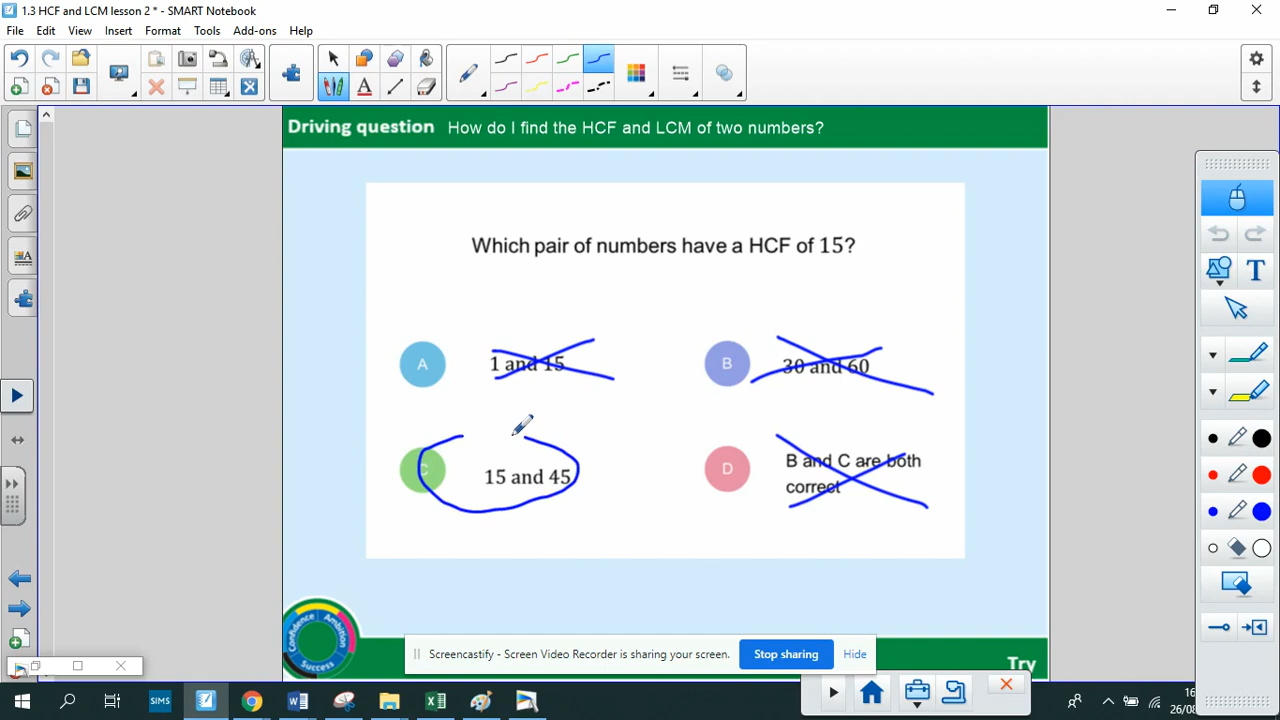 1.3 HCF and LCM lesson 2 * - SMART Notebook
File Edit View Insert Format Tools Add-ons Help
Driving question How do I find the HCF and LCM of two numbers?
Which pair of numbers have a HCF of 15?
A 1 and 15
B 30 and 60
C 15 and 45
D B and C are both
correct
Confidence Ambition
Success
Screencastify - Screen Video Recorder is sharing your screen. Stop sharing Hide
Try
SIMS
16
26/08